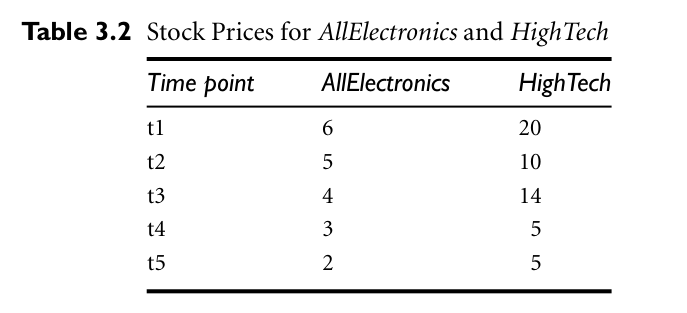 Table 3.2 Stock Prices for AllElectronics and HighTech
Time point AllElectronics HighTech
t1 6 20
t2 5 10
t3 4 14
t4 3 5
t5 2 5